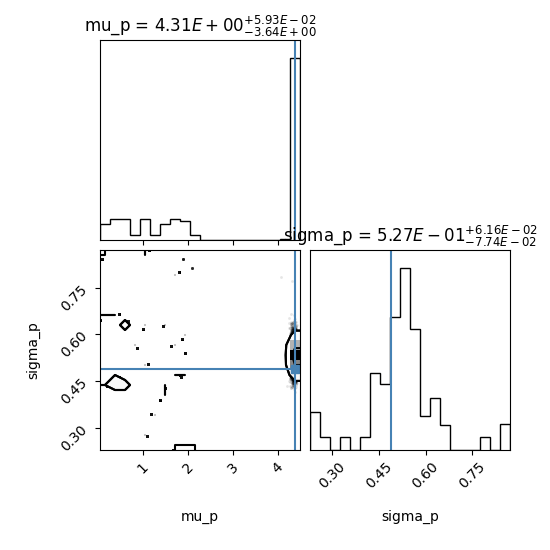 mu_p = 4.31E + 00+5.93E − 02 −3.64E + 00
sigma_p = 5.27E − 01+6.16E − 02 −7.74E − 02
sigma_p
0.75
0.60
0.45
0.30
1 2 3 4
0.30 0.45 0.60 0.75
mu_p
sigma_p